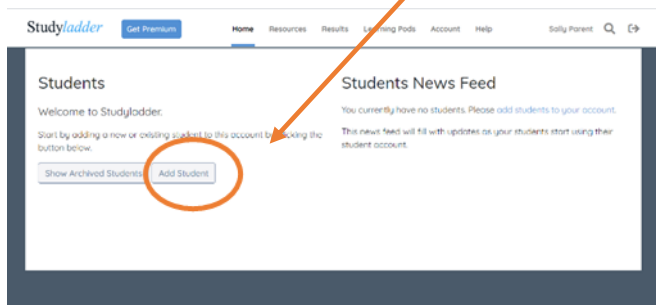 Studyladder Get Premium Home Resources Results Learning Pods Account Help Sally Parent
Students
Welcome to Studyladder.
Start by adding a new or existing student to this account by clicking the
button below.
Show Archived Students Add Student
Students News Feed
You currently have no students. Please add students to your account.
This news feed will fill with updates as your students start using their
student account.